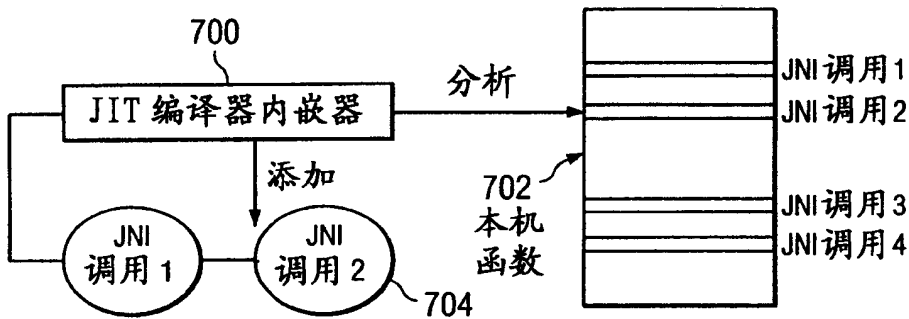 700
JIT 编译器内嵌器
分析
添加
JNI
调用1
JNI
调用2
704
702
本机
函数
JNI 调用1
JNI 调用2
JNI 调用3
JNI 调用4